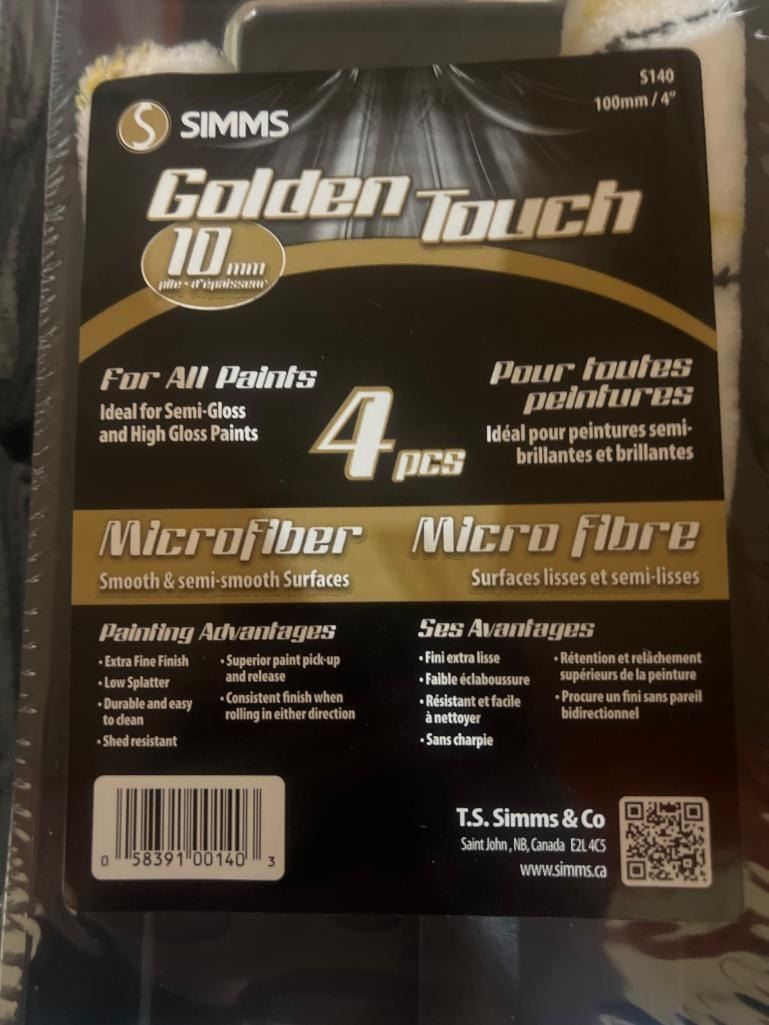 S140
100mm / 4"
SIMMS
Golden Touch
10 mm
pile • d'épaisseur
For All Paints
Ideal for Semi-Gloss
and High Gloss Paints
4 pcs
Pour toutes
peintures
Idéal pour peintures semi-
brillantes et brillantes
Microfiber
Smooth & semi-smooth Surfaces
Micro fibre
Surfaces lisses et semi-lisses
Painting Advantages
• Extra Fine Finish
• Low Splatter
• Durable and easy
to clean
• Shed resistant
• Superior paint pick-up
and release
• Consistent finish when
rolling in either direction
Ses Avantages
• Fini extra lisse
• Faible éclaboussure
• Résistant et facile
à nettoyer
• Sans charpie
• Rétention et relâchement
supérieurs de la peinture
• Procure un fini sans pareil
bidirectionnel
0 58391 00140 3
T.S. Simms & Co
Saint John , NB, Canada E2L 4C5
www.simms.ca